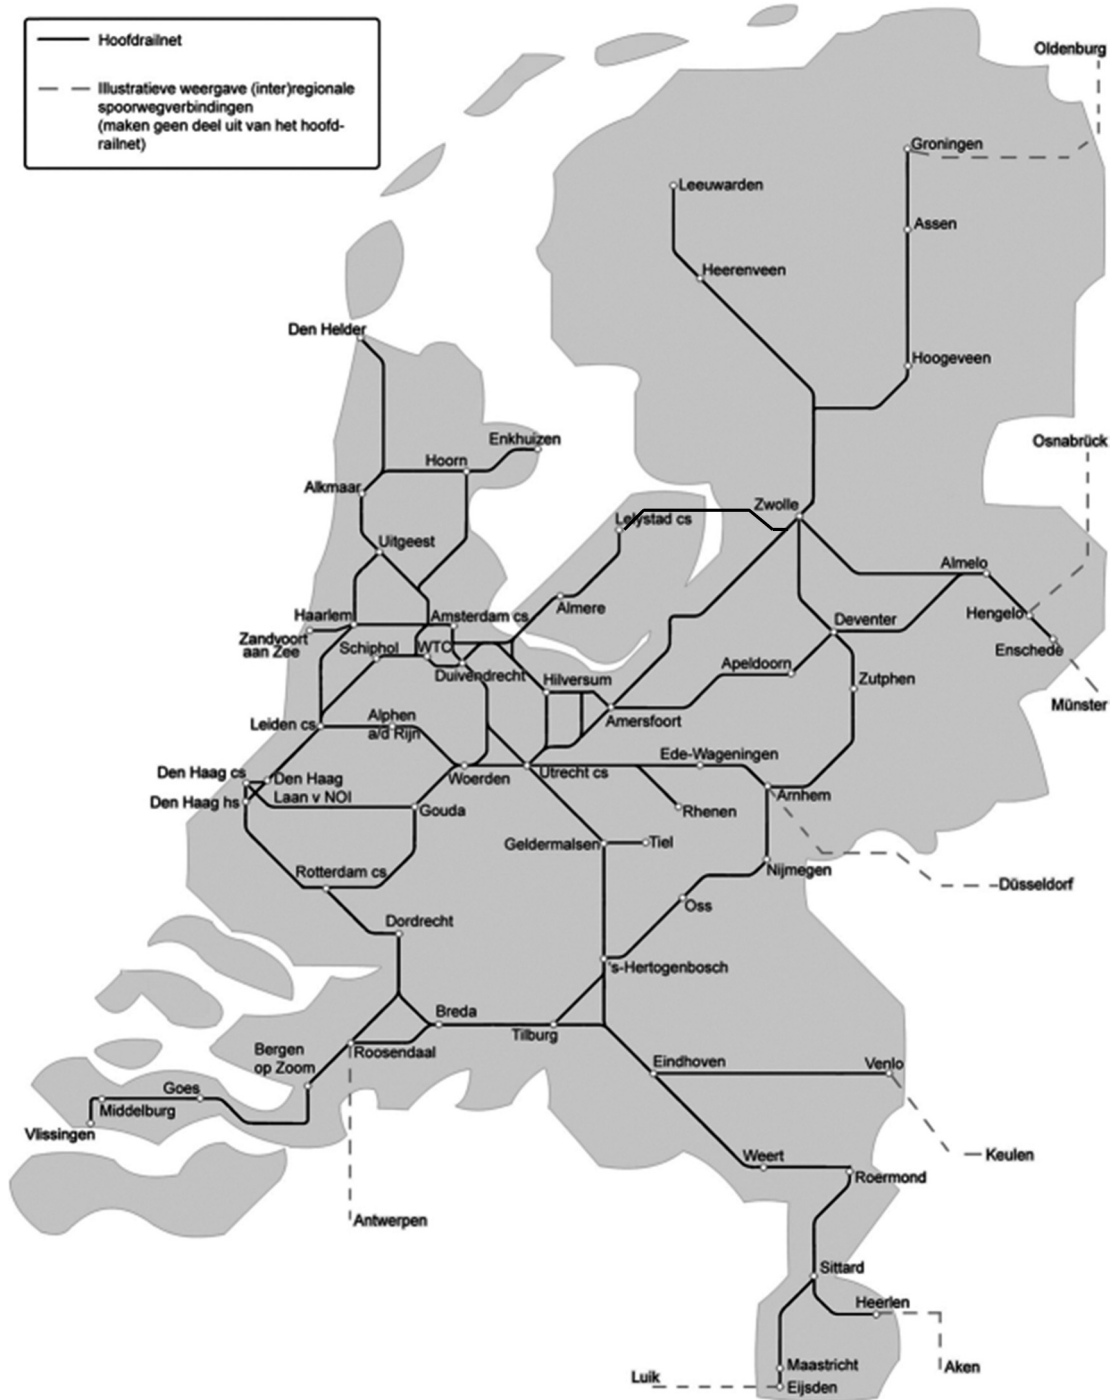 Hoofdrailnet
Illustratieve weergave (inter)regionale
spoorwegverbindingen
(maken geen deel uit van het hoofd-
railnet)
Oldenburg
Groningen
Leeuwarden
Assen
Heerenveen
Den Helder
Hoogeveen
Enkhuizen
Osnabrück
Hoorn
Alkmaar
Zwolle
Lelystad cs
Uitgeest
Almelo
Almere
Hengelo
Haarlem
Amsterdam cs
Deventer
Zandvoort
aan Zee
Schiphol
WTC
Enschede
Duivendrecht
Apeldoorn
Hilversum
Zutphen
Münster
Leiden cs
Alphen
a/d Rijn
Amersfoort
Ede-Wageningen
Den Haag cs
Den Haag
Laan v NOI
Woerden
Utrecht cs
Den Haag hs
Gouda
Rhenen
Arnhem
Geldermalsen
Tiel
Rotterdam cs
Nijmegen
Düsseldorf
Oss
Dordrecht
's-Hertogenbosch
Breda
Tilburg
Bergen
op Zoom
Roosendaal
Eindhoven
Venlo
Goes
Middelburg
Vlissingen
Weert
Keulen
Roermond
Antwerpen
Sittard
Heerlen
Maastricht
Aken
Luik
Eijsden